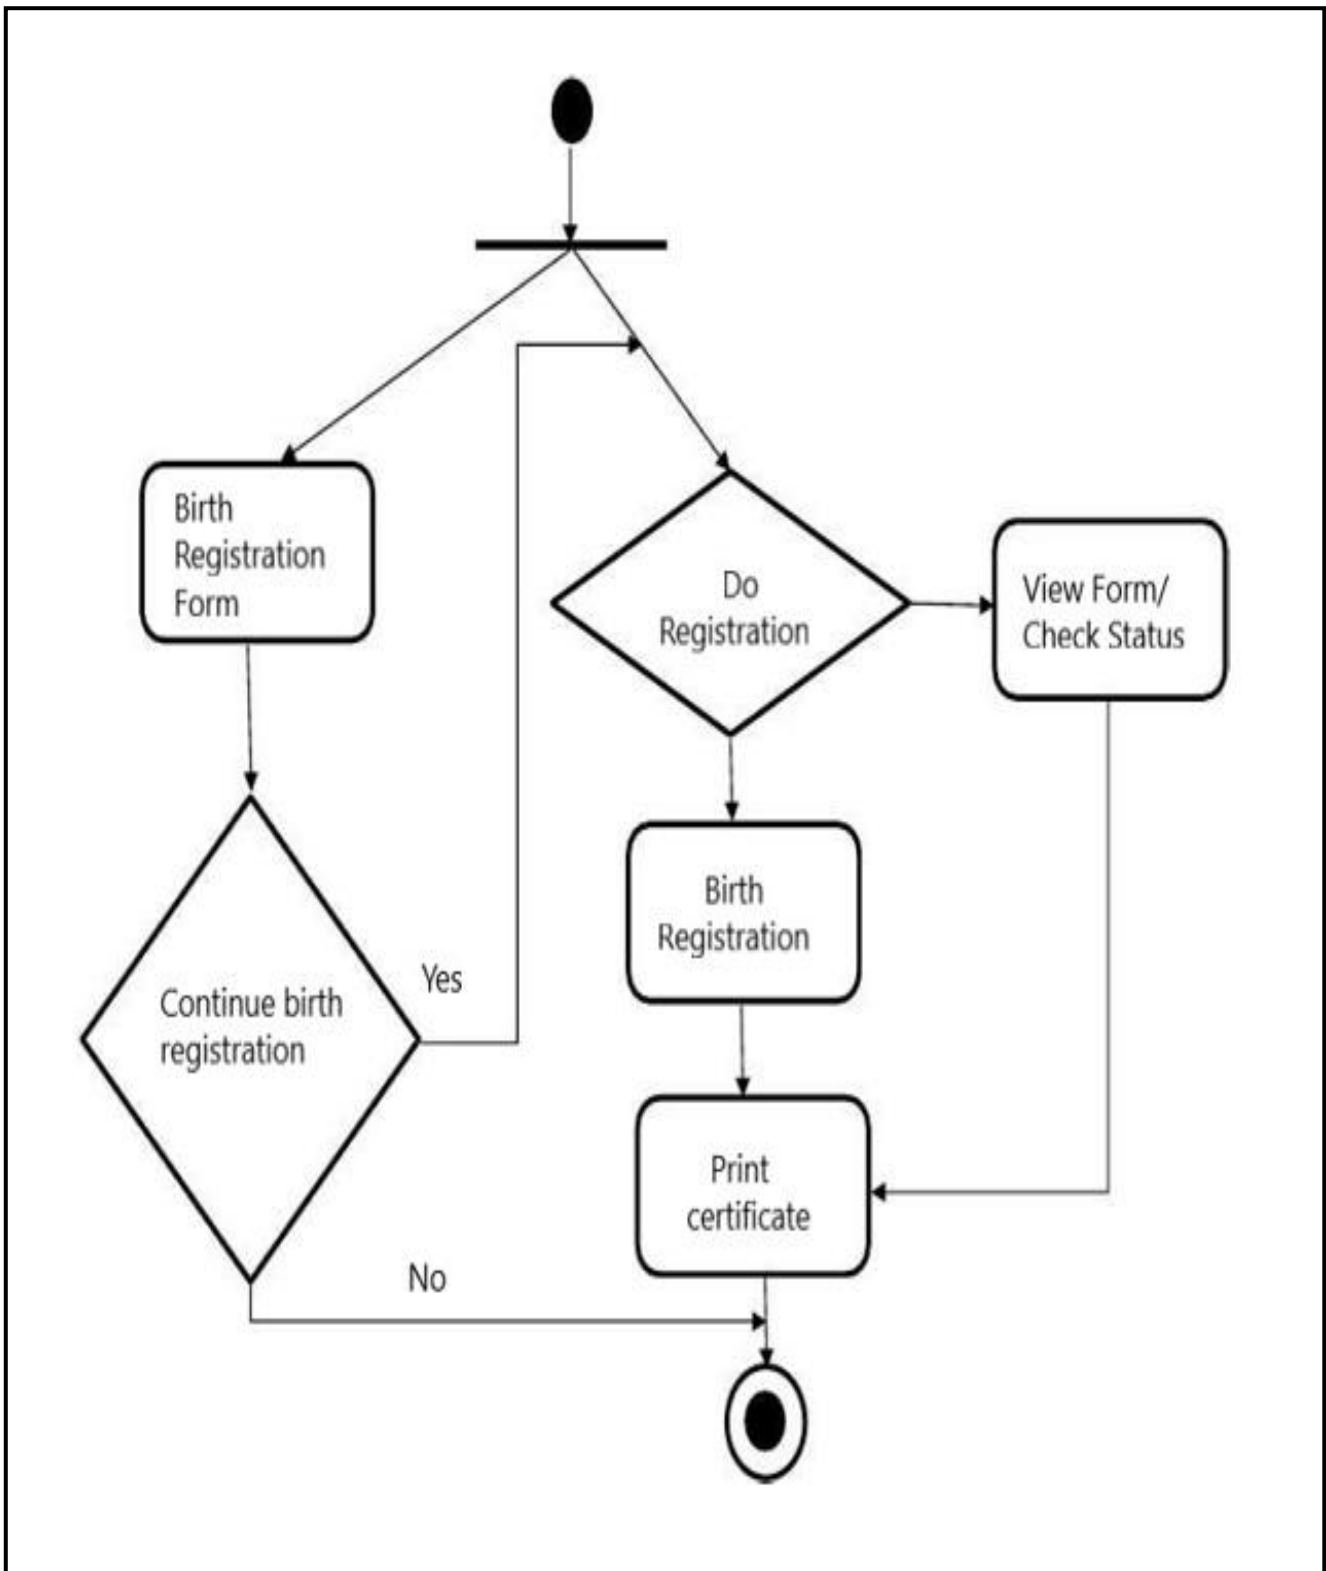 Birth
Registration
Form
Do
Registration
View Form/
Check Status
Birth
Registration
Yes
Continue birth
registration
Print
certificate
No